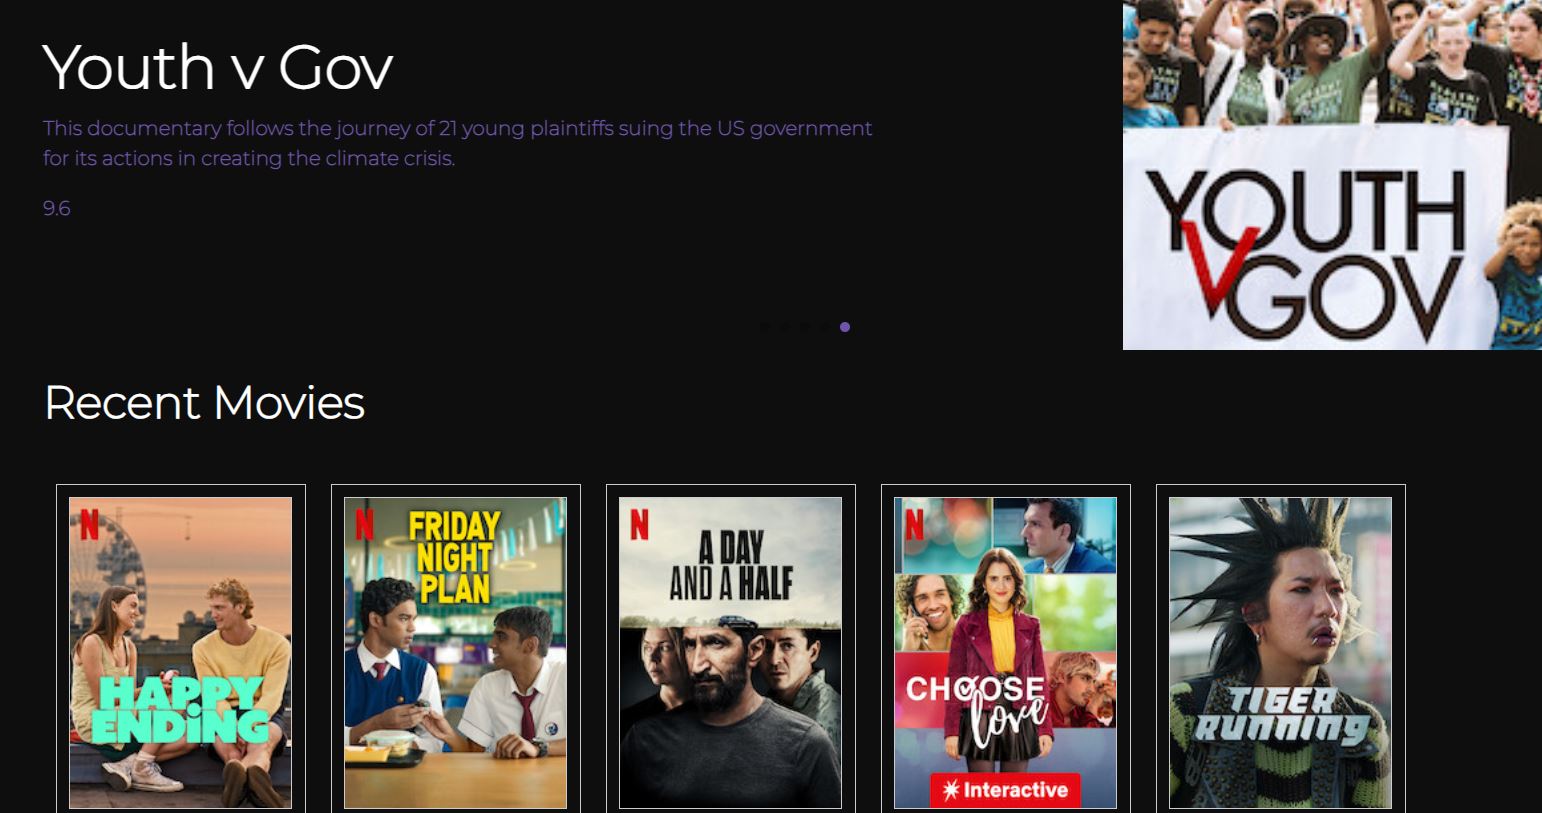 Youth v Gov
This documentary follows the journey of 21 young plaintiffs suing the US government
for its actions in creating the climate crisis.
9.6
YOUTH
V
GOV
Recent Movies
N
HAPPY
ENDING
N
FRIDAY
NIGHT
PLAN
N
A DAY
AND A HALF
N
CHOOSE
love
Interactive
TIGER
RUNNING